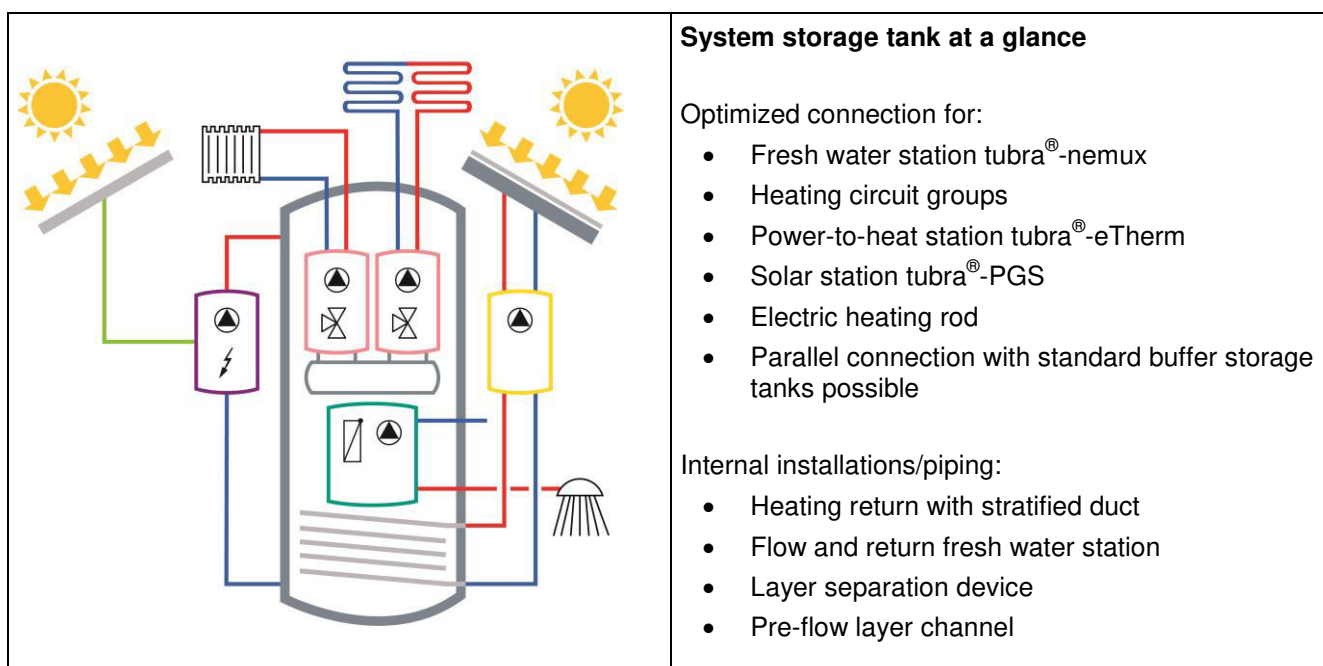 System storage tank at a glance
Optimized connection for:
• Fresh water station tubra®-nemux
• Heating circuit groups
• Power-to-heat station tubra®-eTherm
• Solar station tubra®-PGS
• Electric heating rod
• Parallel connection with standard buffer storage
tanks possible
Internal installations/piping:
• Heating return with stratified duct
• Flow and return fresh water station
• Layer separation device
• Pre-flow layer channel